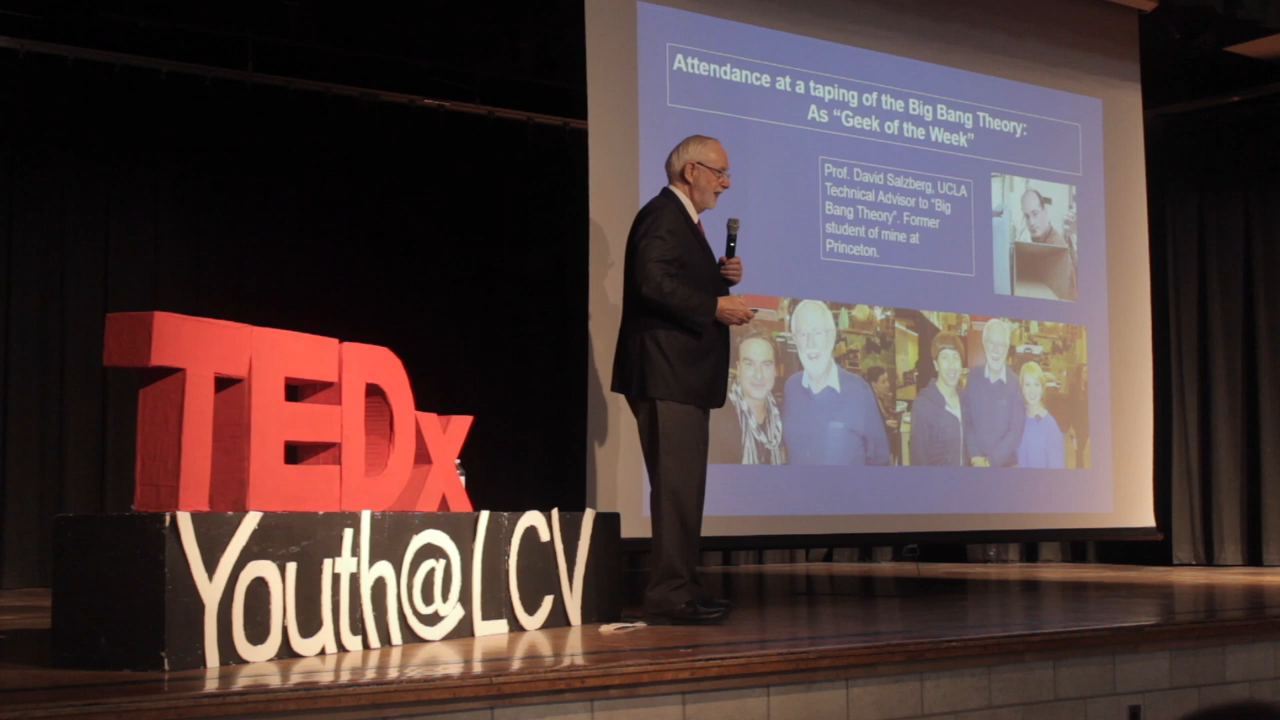 Attendance at a taping of the Big Bang Theory:
As “Geek of the Week”
Prof. David Salzberg, UCLA
Technical Advisor to “Big
Bang Theory”. Former
student of mine at
Princeton.
TEDx
Youth@LCV